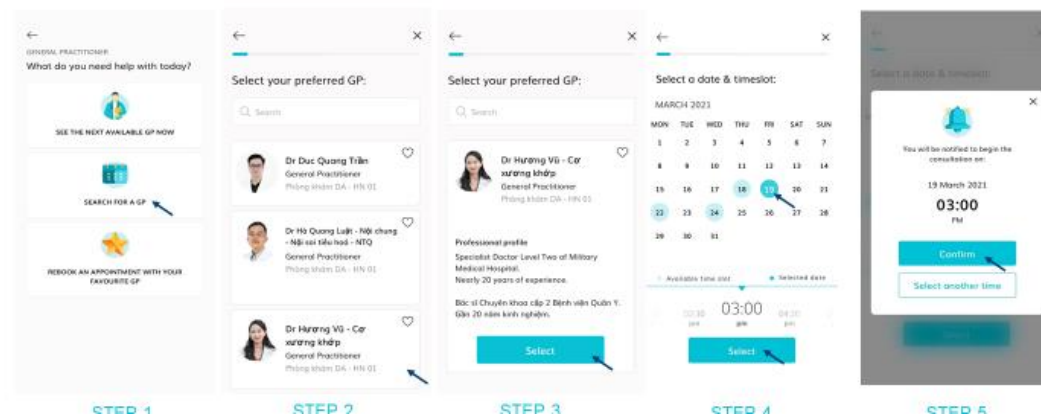 GENERAL PRACTITIONER
What do you need help with today?
SEE THE NEXT AVAILABLE GP NOW
SEARCH FOR A GP
REBOOK AN APPOINTMENT WITH YOUR
FAVOURITE GP
STEP 1
Select your preferred GP:
Search
Dr Duc Quang Trần
General Practitioner
Phòng khám DA - HN 01
Dr Hà Quang Luật - Nội chung
- Nội soi tiêu hoá - NTQ
General Practitioner
Phòng khám DA - HN 01
Dr Hương Vũ - Cơ
xương khớp
General Practitioner
Phòng khám DA - HN 01
STEP 2
Select your preferred GP:
Search
Dr Hương Vũ - Cơ
xương khớp
General Practitioner
Phòng khám DA - HN 01
Professional profile
Specialist Doctor Level Two of Military
Medical Hospital.
Nearly 20 years of experience.
Bác sĩ Chuyên khoa cấp 2 Bệnh viện Quân Y.
Gần 20 năm kinh nghiệm.
Select
STEP 3
Select a date & timeslot:
MARCH 2021
MON TUE WED THU FRI SAT SUN
1 2 3 4 5 6 7
8 9 10 11 12 13 14
15 16 17 18 19 20 21
22 23 24 25 26 27 28
29 30 31
Available time slot Selected date
03:00
pm
Select
STEP 4
Select a date & timeslot:
You will be notified to begin the
consultation on:
19 March 2021
03:00
PM
Confirm
Select another time
STEP 5